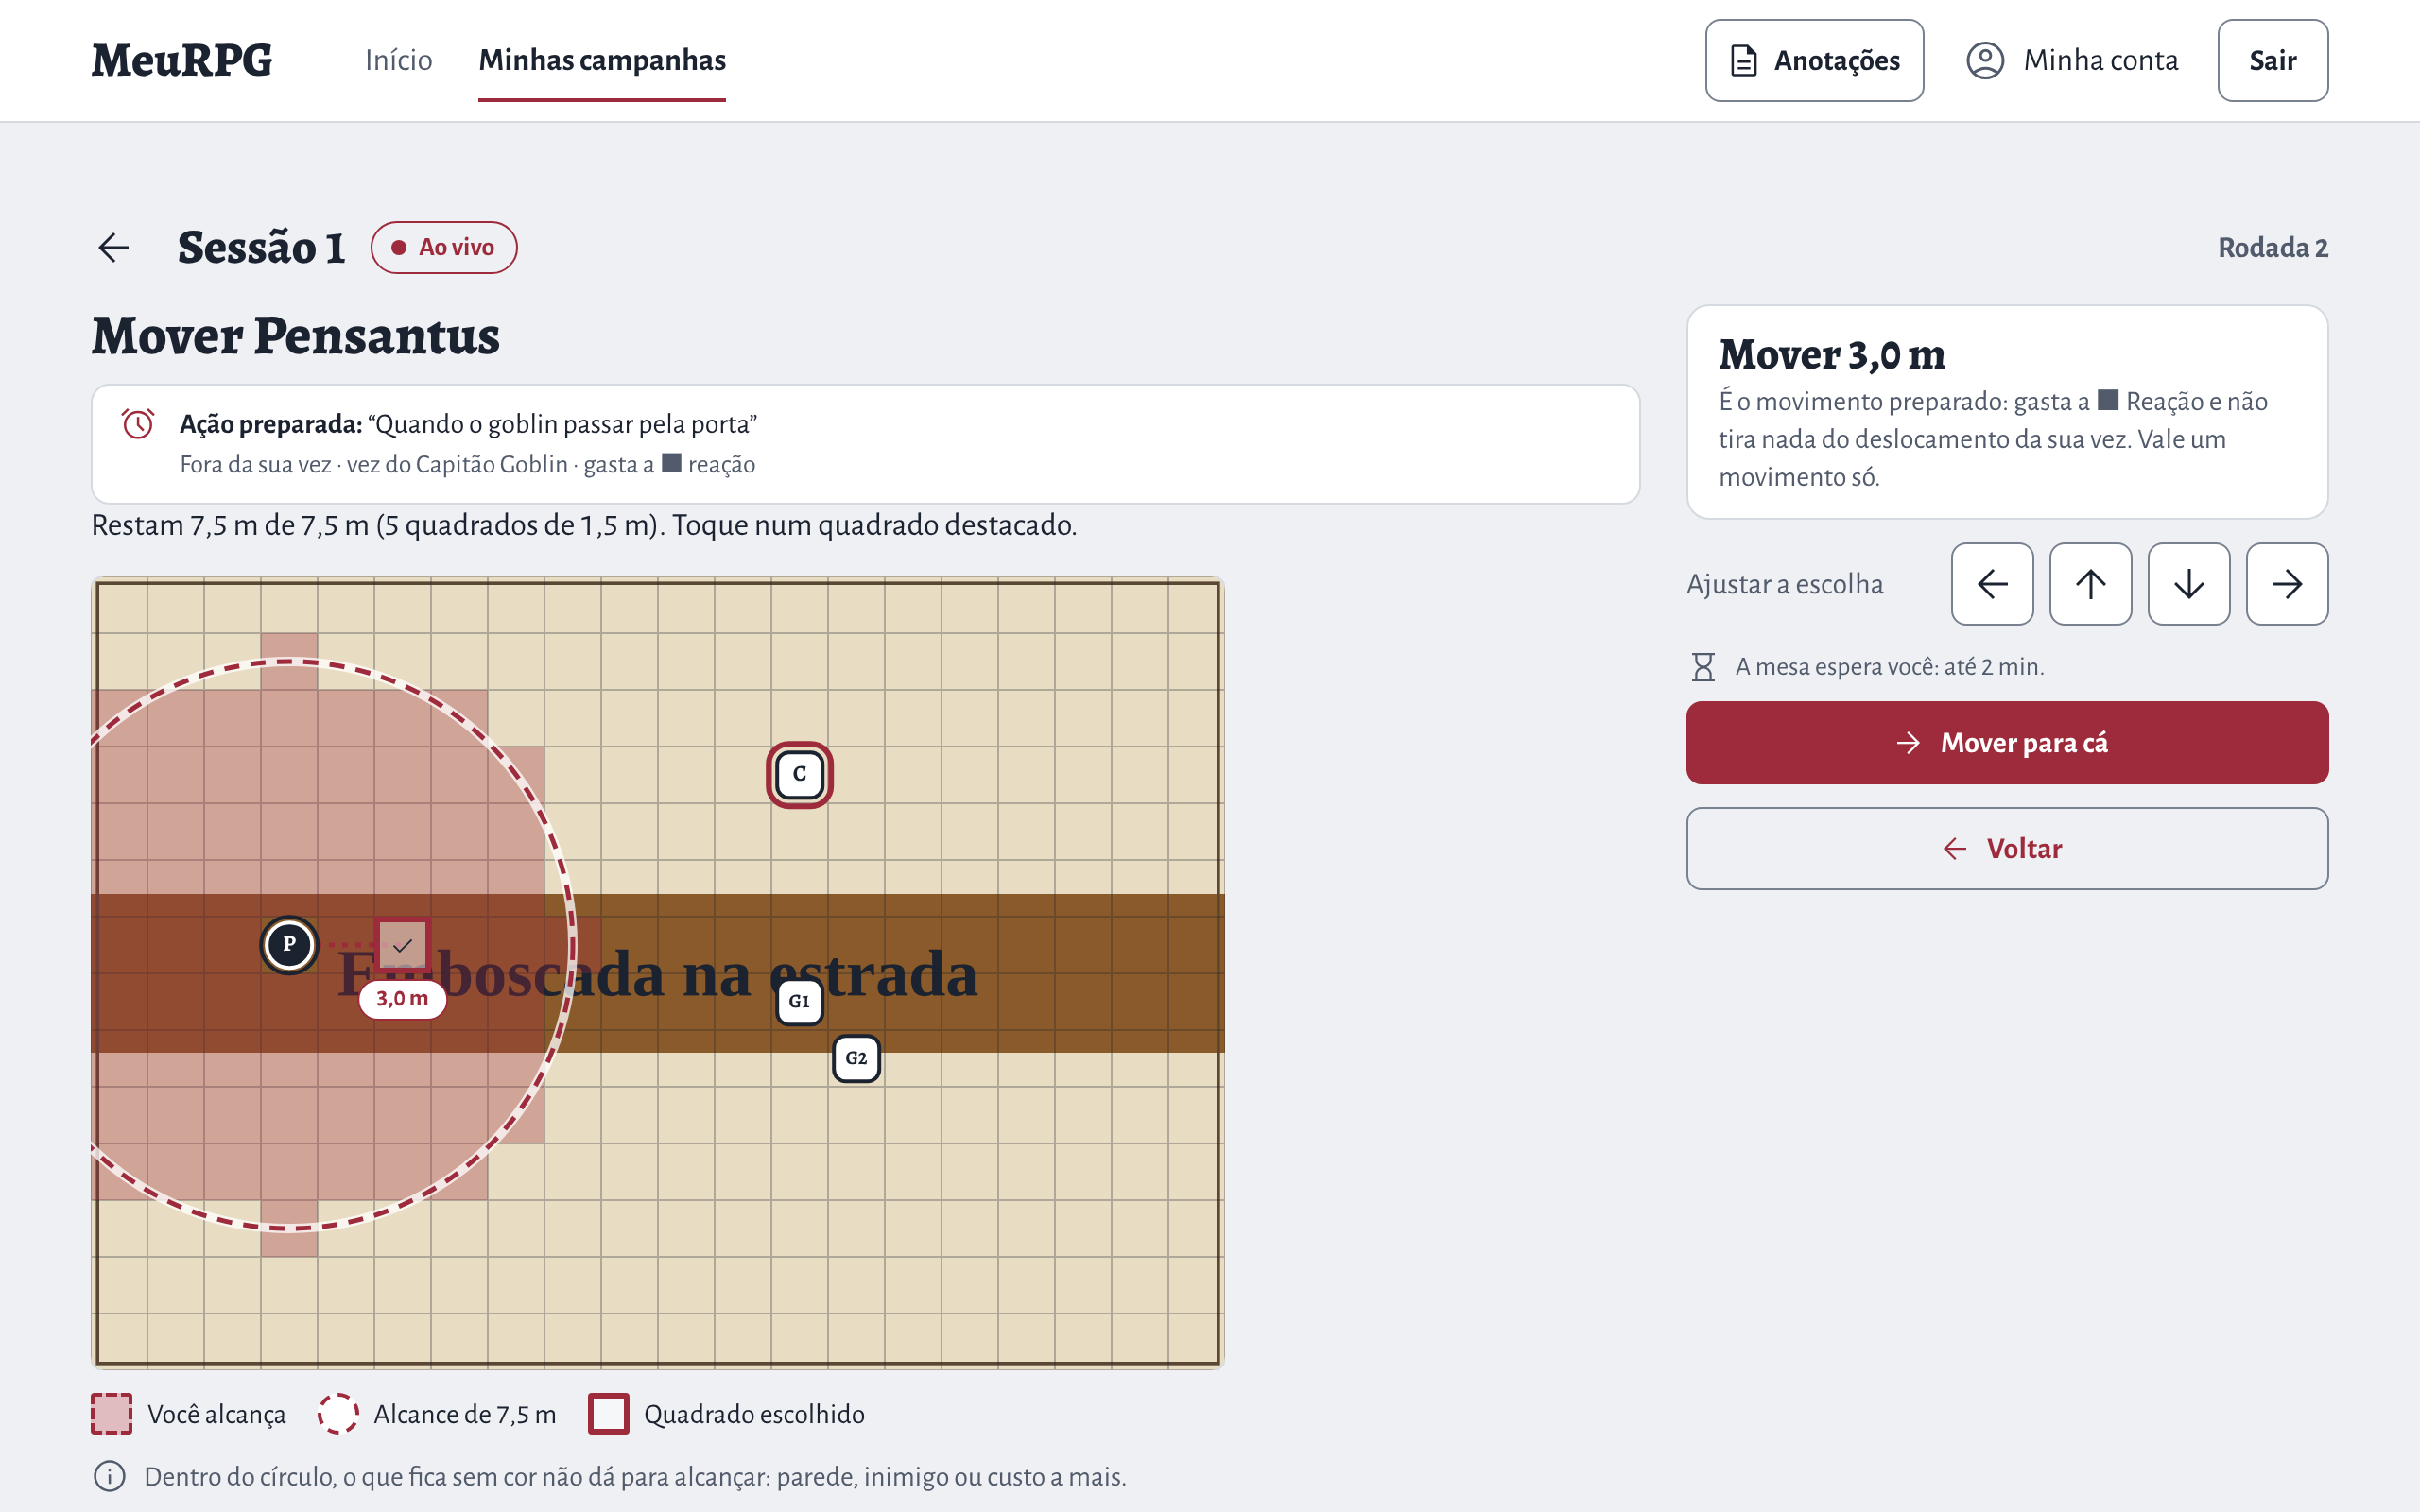 MeuRPG
Início
Minhas campanhas
Anotações
Minha conta
Sair
Sessão 1
Ao vivo
Rodada 2
Mover Pensantus
Ação preparada: “Quando o goblin passar pela porta”
Fora da sua vez · vez do Capitão Goblin · gasta a ■ reação
Restam 7,5 m de 7,5 m (5 quadrados de 1,5 m). Toque num quadrado destacado.
C
P
Emboscada na estrada
3,0 m
G1
G2
Você alcança
Alcance de 7,5 m
Quadrado escolhido
Dentro do círculo, o que fica sem cor não dá para alcançar: parede, inimigo ou custo a mais.
Mover 3,0 m
É o movimento preparado: gasta a ■ Reação e não
tira nada do deslocamento da sua vez. Vale um
movimento só.
Ajustar a escolha
A mesa espera você: até 2 min.
Mover para cá
Voltar